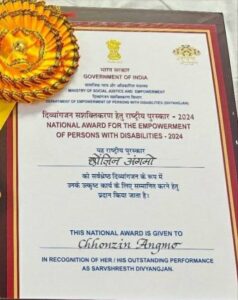 भारत सरकार
GOVERNMENT OF INDIA
सामाजिक न्याय और अधिकारिता मंत्रालय
MINISTRY OF SOCIAL JUSTICE AND EMPOWERMENT
दिव्यांगजन सशक्तिकरण विभाग
DEPARTMENT OF EMPOWERMENT OF PERSONS WITH DISABILITIES (DIVYANGJAN)
दिव्यांगजन सशक्तिकरण हेतु राष्ट्रीय पुरस्कार - 2024
NATIONAL AWARD FOR THE EMPOWERMENT
OF PERSONS WITH DISABILITIES - 2024
यह राष्ट्रीय पुरस्कार
छोंज़िन अंगमो
को सर्वश्रेष्ठ दिव्यांगजन के रूप में
उनके उत्कृष्ट कार्य के लिए सम्मानित करने हेतु
प्रदान किया जाता है।
THIS NATIONAL AWARD IS GIVEN TO
Chhonzin Angmo
IN RECOGNITION OF HER / HIS OUTSTANDING PERFORMANCE
AS SARVSHRESTH DIVYANGJAN.